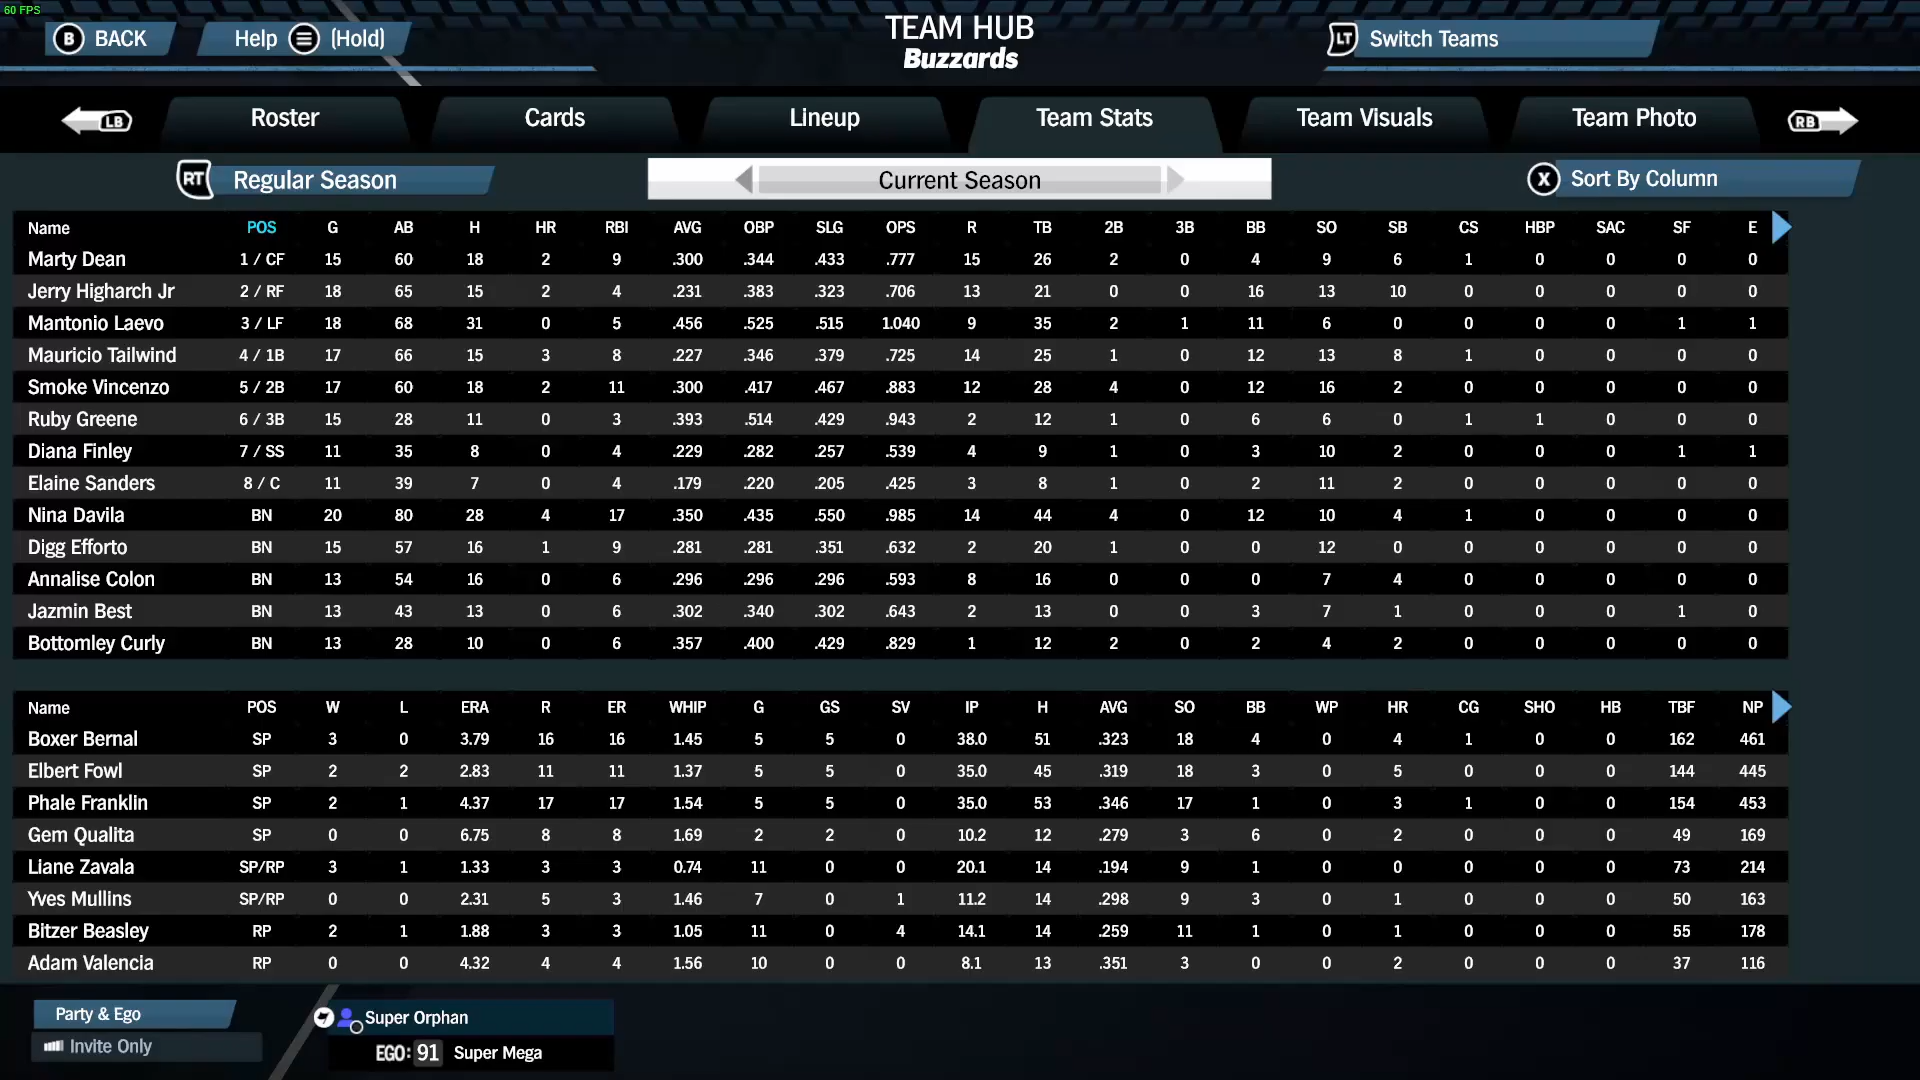 60 FPS
B BACK Help (Hold) TEAM HUB LT Switch Teams
Buzzards
LB Roster Cards Lineup Team Stats Team Visuals Team Photo RB
RT Regular Season Current Season X Sort By Column
Name POS G AB H HR RBI AVG OBP SLG OPS R TB 2B 3B BB SO SB CS HBP SAC SF E
Marty Dean 1 / CF 15 60 18 2 9 .300 .344 .433 .777 15 26 2 0 4 9 6 1 0 0 0 0
Jerry Higharch Jr 2 / RF 18 65 15 2 4 .231 .383 .323 .706 13 21 0 0 16 13 10 0 0 0 0 0
Mantonio Laevo 3 / LF 18 68 31 0 5 .456 .525 .515 1.040 9 35 2 1 11 6 0 0 0 0 1 1
Mauricio Tailwind 4 / 1B 17 66 15 3 8 .227 .346 .379 .725 14 25 1 0 12 13 8 1 0 0 0 0
Smoke Vincenzo 5 / 2B 17 60 18 2 11 .300 .417 .467 .883 12 28 4 0 12 16 2 0 0 0 0 0
Ruby Greene 6 / 3B 15 28 11 0 3 .393 .514 .429 .943 2 12 1 0 6 6 0 1 1 0 0 0
Diana Finley 7 / SS 11 35 8 0 4 .229 .282 .257 .539 4 9 1 0 3 10 2 0 0 0 1 1
Elaine Sanders 8 / C 11 39 7 0 4 .179 .220 .205 .425 3 8 1 0 2 11 2 0 0 0 0 0
Nina Davila BN 20 80 28 4 17 .350 .435 .550 .985 14 44 4 0 12 10 4 1 0 0 0 0
Digg Efforto BN 15 57 16 1 9 .281 .281 .351 .632 2 20 1 0 0 12 0 0 0 0 0 0
Annalise Colon BN 13 54 16 0 6 .296 .296 .296 .593 8 16 0 0 0 7 4 0 0 0 0 0
Jazmin Best BN 13 43 13 0 6 .302 .340 .302 .643 2 13 0 0 3 7 1 0 0 0 1 0
Bottomley Curly BN 13 28 10 0 6 .357 .400 .429 .829 1 12 2 0 2 4 2 0 0 0 0 0
Name POS W L ERA R ER WHIP G GS SV IP H AVG SO BB WP HR CG SHO HB TBF NP
Boxer Bernal SP 3 0 3.79 16 16 1.45 5 5 0 38.0 51 .323 18 4 0 4 1 0 0 162 461
Elbert Fowl SP 2 2 2.83 11 11 1.37 5 5 0 35.0 45 .319 18 3 0 5 0 0 0 144 445
Phale Franklin SP 2 1 4.37 17 17 1.54 5 5 0 35.0 53 .346 17 1 0 3 1 0 0 154 453
Gem Qualita SP 0 0 6.75 8 8 1.69 2 2 0 10.2 12 .279 3 6 0 2 0 0 0 49 169
Liane Zavala SP/RP 3 1 1.33 3 3 0.74 11 0 0 20.1 14 .194 9 1 0 0 0 0 0 73 214
Yves Mullins SP/RP 0 0 2.31 5 3 1.46 7 0 1 11.2 14 .298 9 3 0 1 0 0 0 50 163
Bitzer Beasley RP 2 1 1.88 3 3 1.05 11 0 4 14.1 14 .259 11 1 0 1 0 0 0 55 178
Adam Valencia RP 0 0 4.32 4 4 1.56 10 0 0 8.1 13 .351 3 0 0 2 0 0 0 37 116
Party & Ego Super Orphan
Invite Only EGO: 91 Super Mega